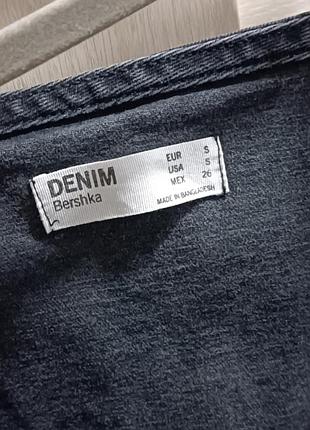 DENIM
Bershka
EUR S
USA S
MEX 26
MADE IN BANGLADESH